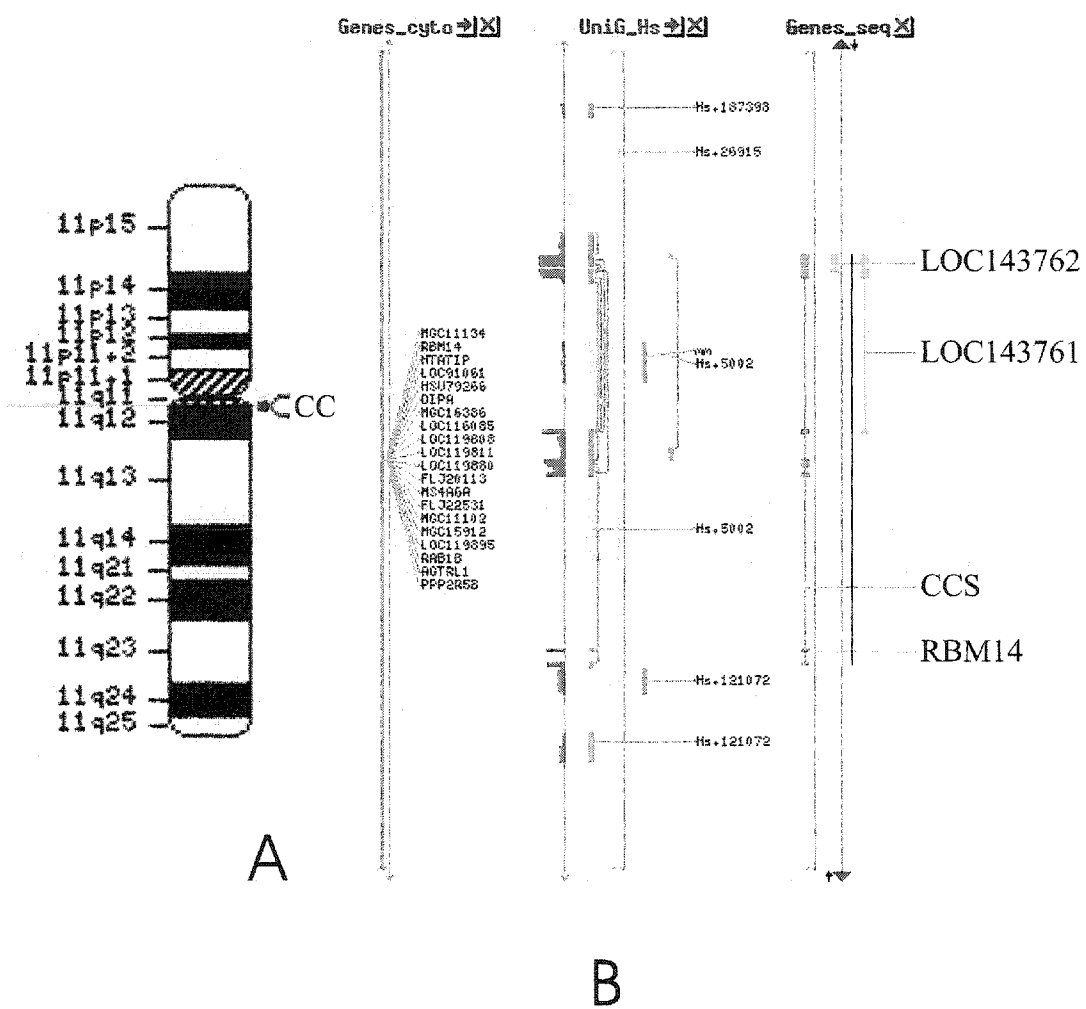 Genes_cyto
UniG_Hs
Genes_seq
Hs.187393
Hs.26915
11p15
11p14
11p13
11q11
11q12
11q13
11q14
11q21
11q22
11q23
11q24
11q25
CC
MGC11134
RBM14
HTATIP
LOC91061
HSU79266
DIPA
MGC16386
LOC116085
LOC119608
LOC119811
LOC119880
FLJ20113
MS4A6A
FLJ22531
MGC11102
MGC15912
LOC119895
RAB1B
AGTRL1
PPP2R5B
Hs.5002
Hs.5002
Hs.121072
Hs.121072
LOC143762
LOC143761
CCS
RBM14
A
B